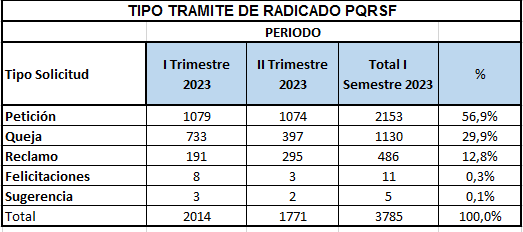 TIPO TRAMITE DE RADICADO PQRSF
PERIODO
Tipo Solicitud I Trimestre 2023 II Trimestre 2023 Total I Semestre 2023 %
Petición 1079 1074 2153 56,9%
Queja 733 397 1130 29,9%
Reclamo 191 295 486 12,8%
Felicitaciones 8 3 11 0,3%
Sugerencia 3 2 5 0,1%
Total 2014 1771 3785 100,0%